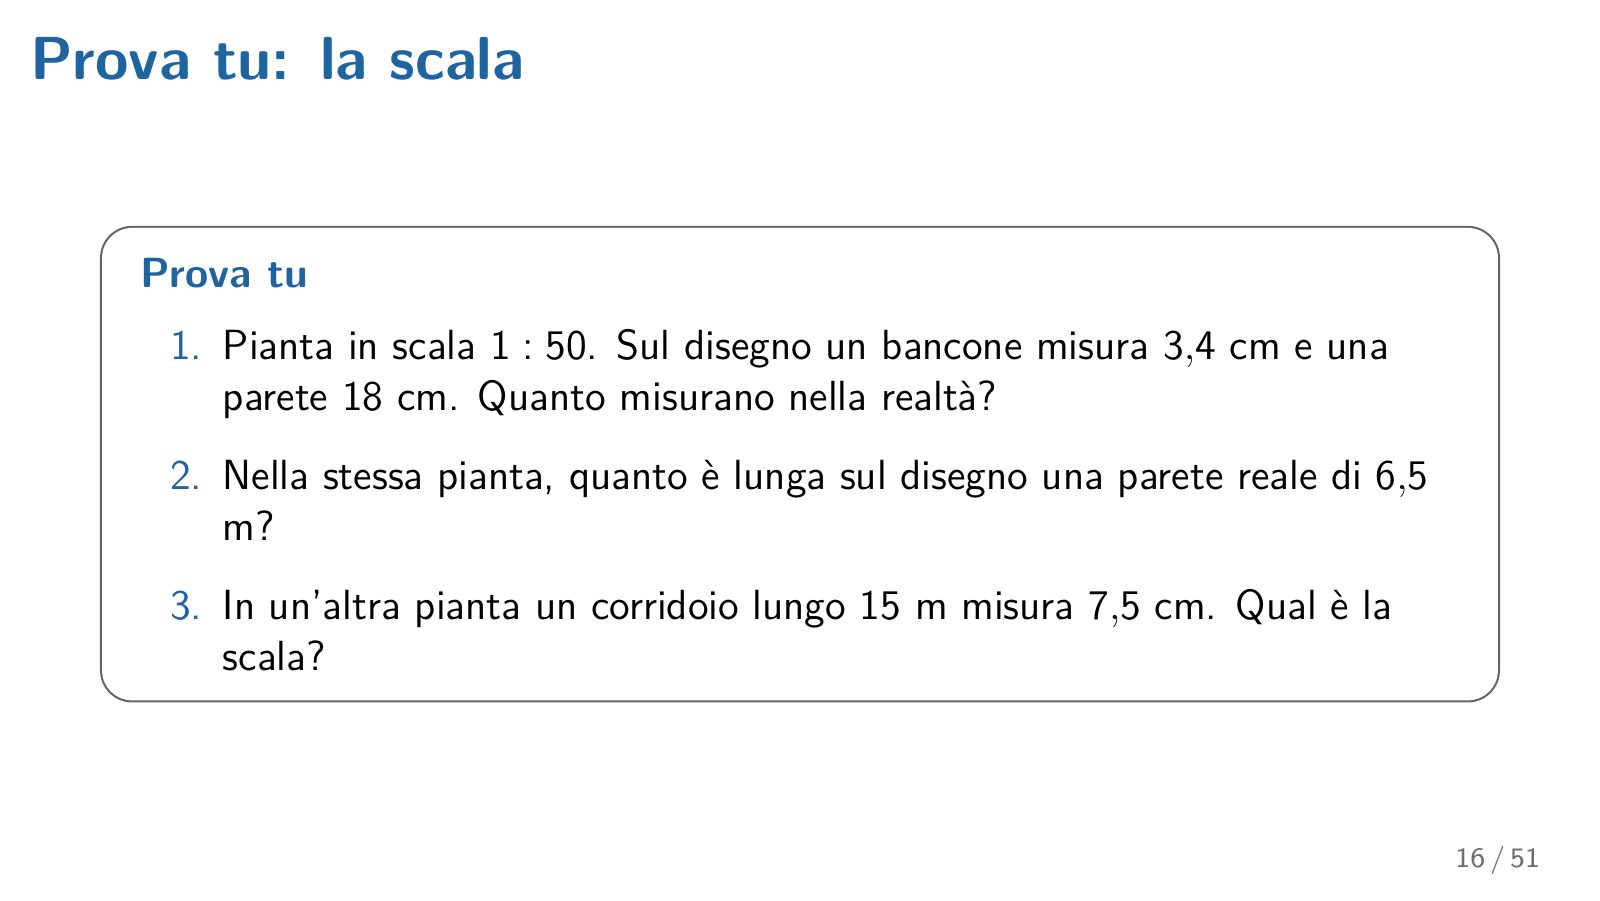 Prova tu: la scala
Prova tu
1. Pianta in scala 1 : 50. Sul disegno un bancone misura 3,4 cm e una
parete 18 cm. Quanto misurano nella realtà?
2. Nella stessa pianta, quanto è lunga sul disegno una parete reale di 6,5
m?
3. In un'altra pianta un corridoio lungo 15 m misura 7,5 cm. Qual è la
scala?
16 / 51